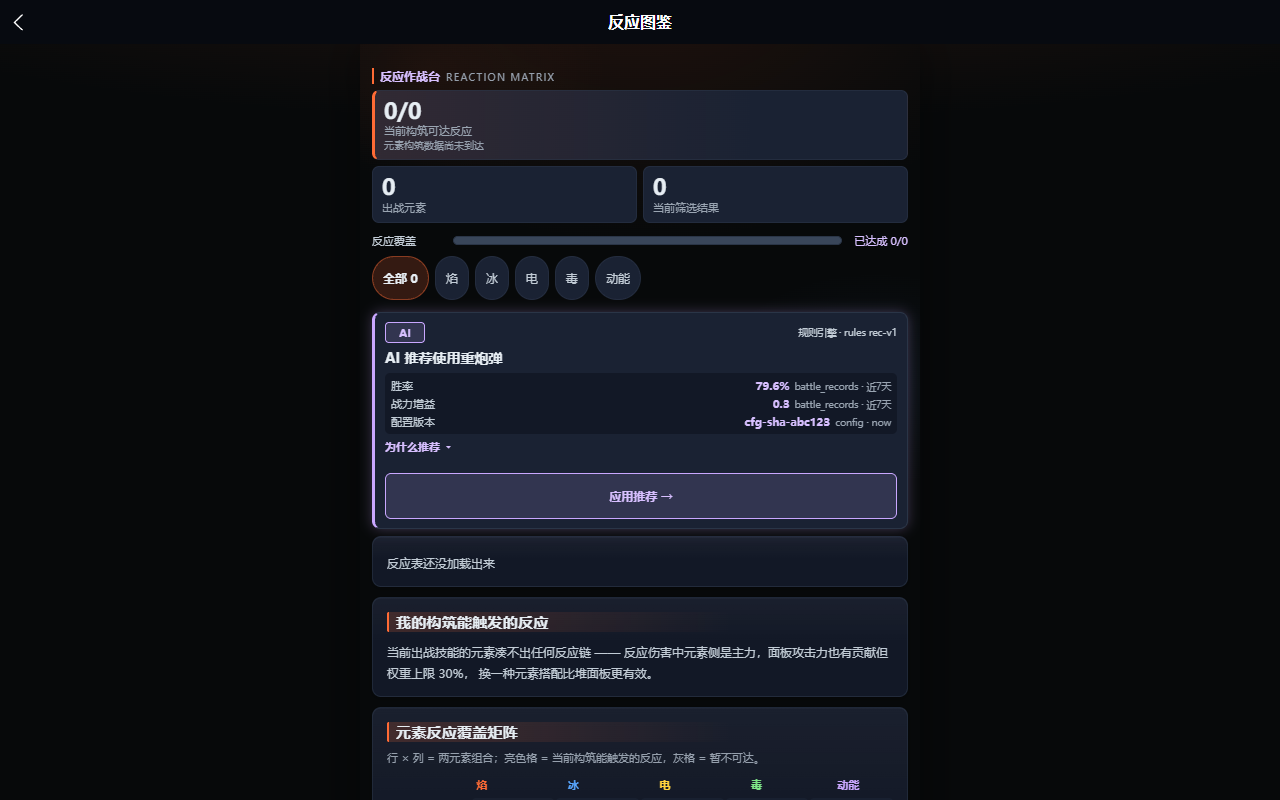 反应图鉴
反应作战台 REACTION MATRIX
0/0
当前构筑可达反应
元素构筑数据尚未到达
0
出战元素
0
当前筛选结果
反应覆盖 已达成 0/0
全部 0 焰 冰 电 毒 动能
AI 规则引擎 · rules rec-v1
AI 推荐使用重炮弹
胜率 79.6% battle_records · 近7天
战力增益 0.3 battle_records · 近7天
配置版本 cfg-sha-abc123 config · now
为什么推荐
应用推荐 →
反应表还没加载出来
我的构筑能触发的反应
当前出战技能的元素凑不出任何反应链 —— 反应伤害中元素侧是主力，面板攻击力也有贡献但
权重上限 30%， 换一种元素搭配比堆面板更有效。
元素反应覆盖矩阵
行 × 列 = 两元素组合；亮色格 = 当前构筑能触发的反应，灰格 = 暂不可达。
焰 冰 电 毒 动能